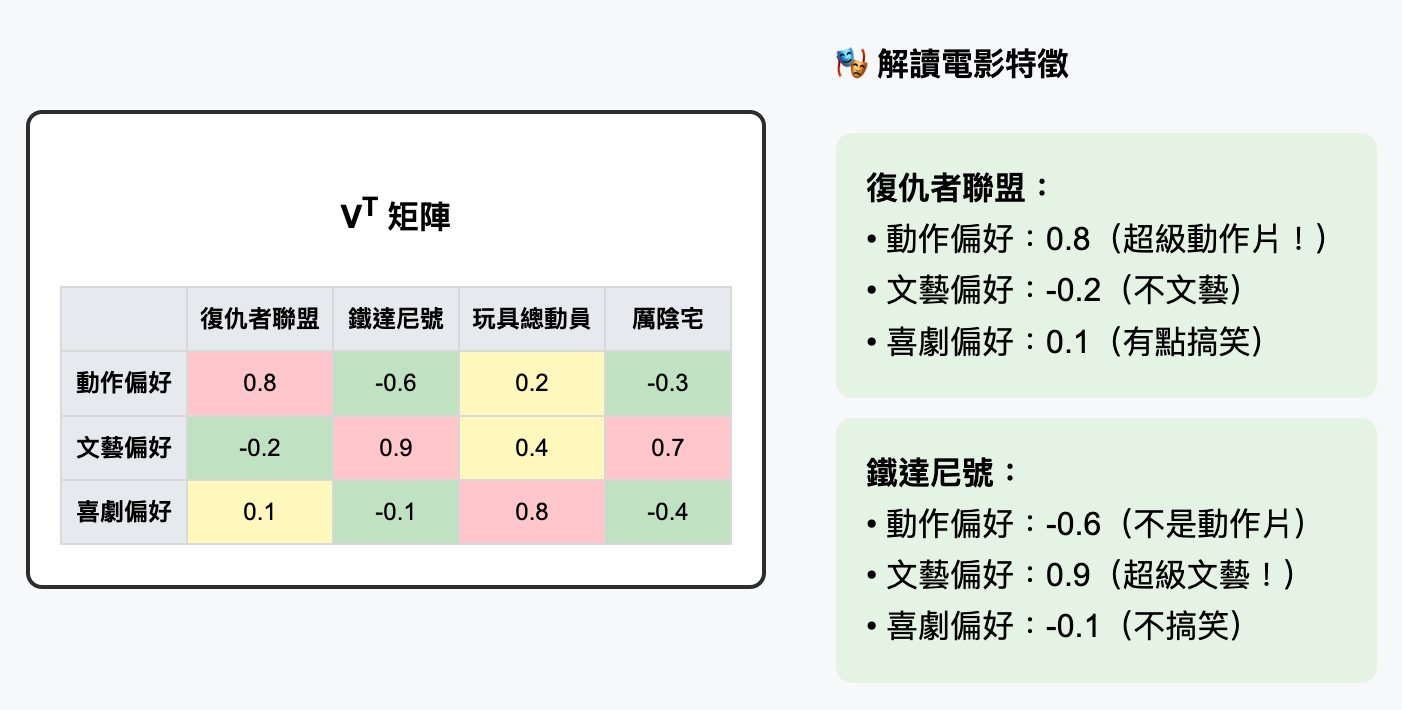 V^T 矩陣
復仇者聯盟 鐵達尼號 玩具總動員 厲陰宅
動作偏好 0.8 -0.6 0.2 -0.3
文藝偏好 -0.2 0.9 0.4 0.7
喜劇偏好 0.1 -0.1 0.8 -0.4
🎭 解讀電影特徵
復仇者聯盟：
• 動作偏好：0.8（超級動作片！）
• 文藝偏好：-0.2（不文藝）
• 喜劇偏好：0.1（有點搞笑）
鐵達尼號：
• 動作偏好：-0.6（不是動作片）
• 文藝偏好：0.9（超級文藝！）
• 喜劇偏好：-0.1（不搞笑）